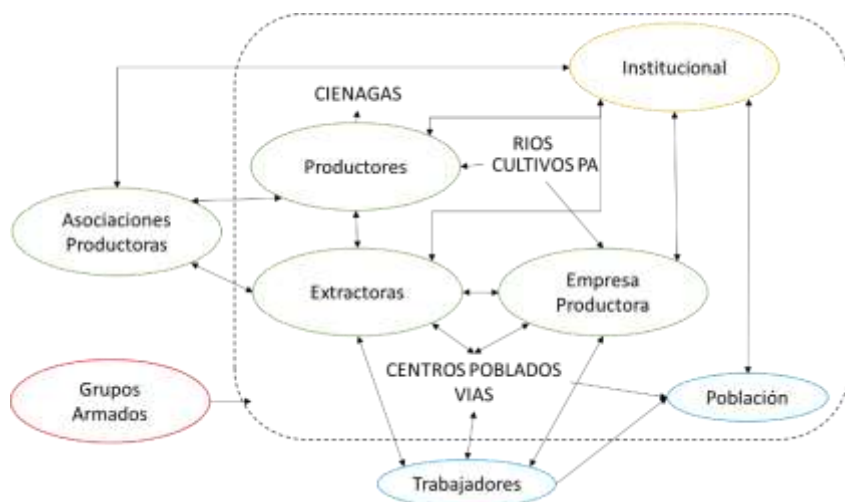 Institucional
CIENAGAS
RIOS
CULTIVOS PA
Productores
Asociaciones
Productoras
Extractoras
Empresa
Productora
CENTROS POBLADOS
VIAS
Grupos
Armados
Población
Trabajadores